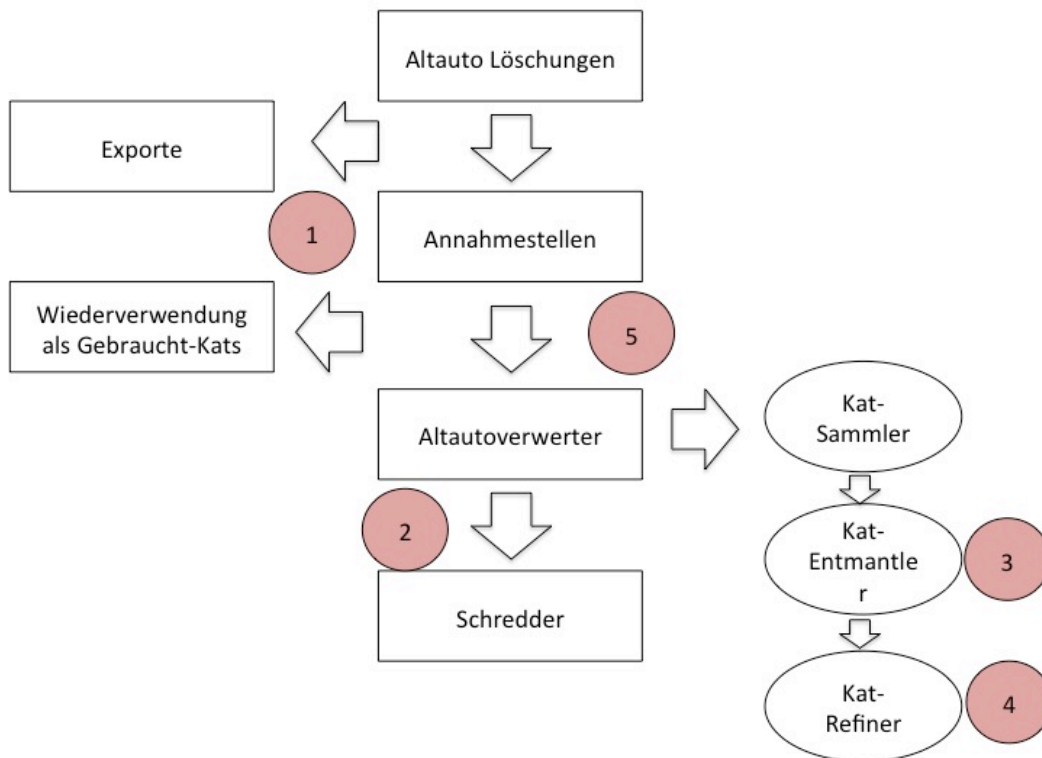 Altauto Löschungen
Exporte
1
Annahmestellen
Wiederverwendung
als Gebraucht-Kats
5
Altautoverwerter
Kat-
Sammler
2
Kat-
Entmantle
r
3
Schredder
Kat-
Refiner
4